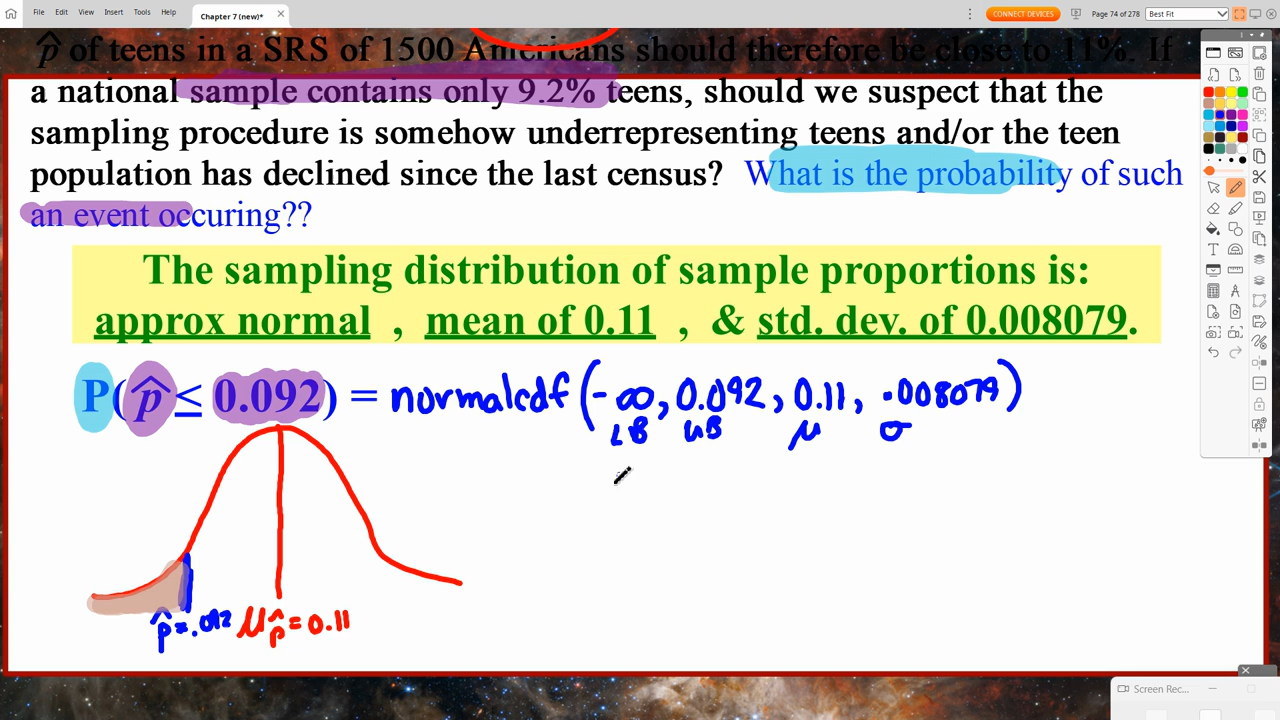 File Edit View Insert Tools Help
Chapter 7 (new)*
CONNECT DEVICES
Page 74 of 278
Best Fit
p̂ of teens in a SRS of 1500 Americans should therefore be close to 11%. If
a national sample contains only 9.2% teens, should we suspect that the
sampling procedure is somehow underrepresenting teens and/or the teen
population has declined since the last census? What is the probability of such
an event occuring??
The sampling distribution of sample proportions is:
approx normal , mean of 0.11 , & std. dev. of 0.008079.
P(p̂ ≤ 0.092) = normalcdf (-∞, 0.092, 0.11, .008079)
LB UB μ σ
p̂=.092 μp̂=0.11
Screen Rec...